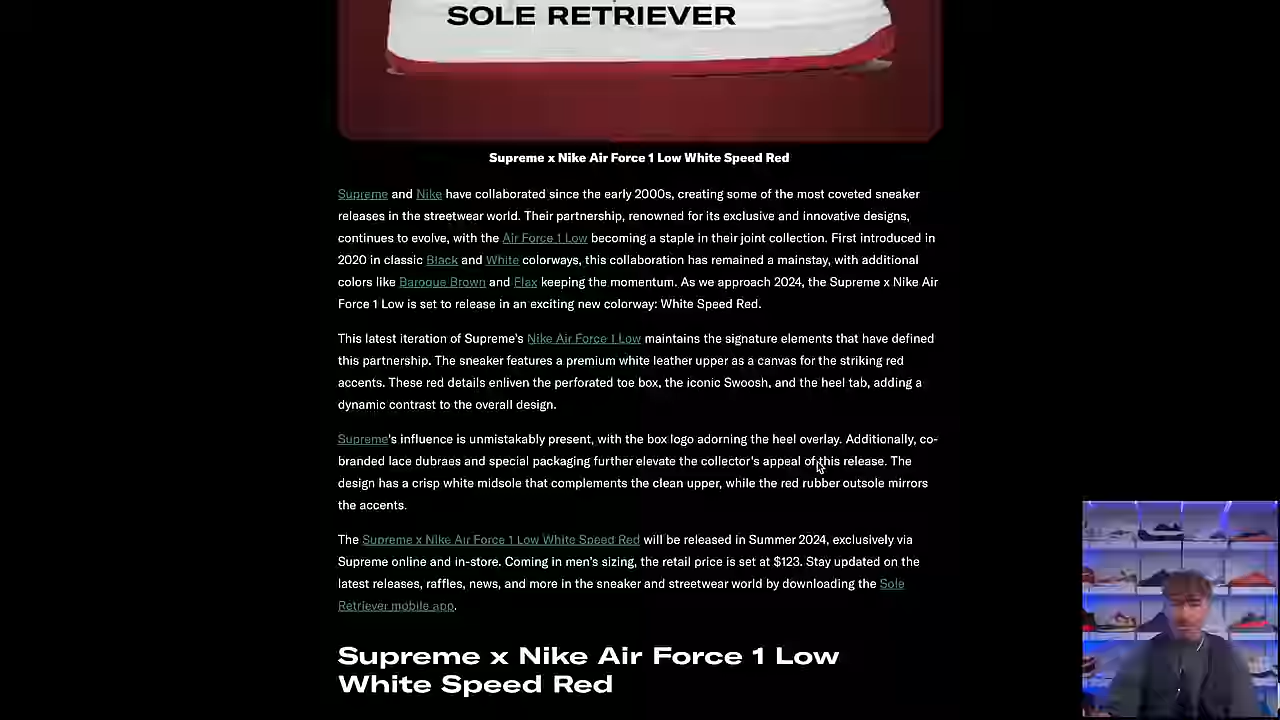 SOLE RETRIEVER
Supreme x Nike Air Force 1 Low White Speed Red
Supreme and Nike have collaborated since the early 2000s, creating some of the most coveted sneaker
releases in the streetwear world. Their partnership, renowned for its exclusive and innovative designs,
continues to evolve, with the Air Force 1 Low becoming a staple in their joint collection. First introduced in
2020 in classic Black and White colorways, this collaboration has remained a mainstay, with additional
colors like Baroque Brown and Flax keeping the momentum. As we approach 2024, the Supreme x Nike Air
Force 1 Low is set to release in an exciting new colorway: White Speed Red.
This latest iteration of Supreme's Nike Air Force 1 Low maintains the signature elements that have defined
this partnership. The sneaker features a premium white leather upper as a canvas for the striking red
accents. These red details enliven the perforated toe box, the iconic Swoosh, and the heel tab, adding a
dynamic contrast to the overall design.
Supreme's influence is unmistakably present, with the box logo adorning the heel overlay. Additionally, co-
branded lace dubraes and special packaging further elevate the collector's appeal of this release. The
design has a crisp white midsole that complements the clean upper, while the red rubber outsole mirrors
the accents.
The Supreme x Nike Air Force 1 Low White Speed Red will be released in Summer 2024, exclusively via
Supreme online and in-store. Coming in men's sizing, the retail price is set at $123. Stay updated on the
latest releases, raffles, news, and more in the sneaker and streetwear world by downloading the Sole
Retriever mobile app.
Supreme x Nike Air Force 1 Low
White Speed Red